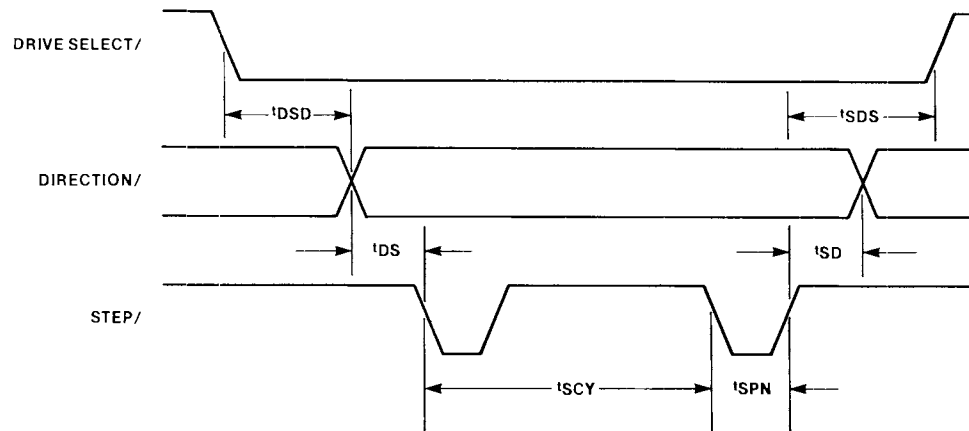 DRIVE SELECT/
tDSD
tSDS
DIRECTION/
tDS
tSD
STEP/
tSCY
tSPN